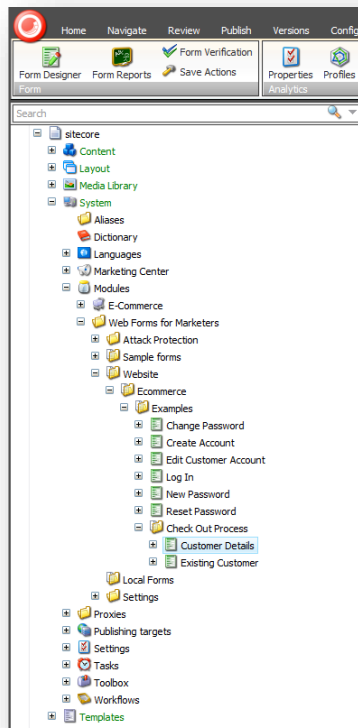 Home Navigate Review Publish Versions Config
Form Designer Form Reports Form Verification Save Actions Properties Profiles
Form Analytics
Search
sitecore
Content
Layout
Media Library
System
Aliases
Dictionary
Languages
Marketing Center
Modules
E-Commerce
Web Forms for Marketers
Attack Protection
Sample forms
Website
Ecommerce
Examples
Change Password
Create Account
Edit Customer Account
Log In
New Password
Reset Password
Check Out Process
Customer Details
Existing Customer
Local Forms
Settings
Proxies
Publishing targets
Settings
Tasks
Toolbox
Workflows
Templates